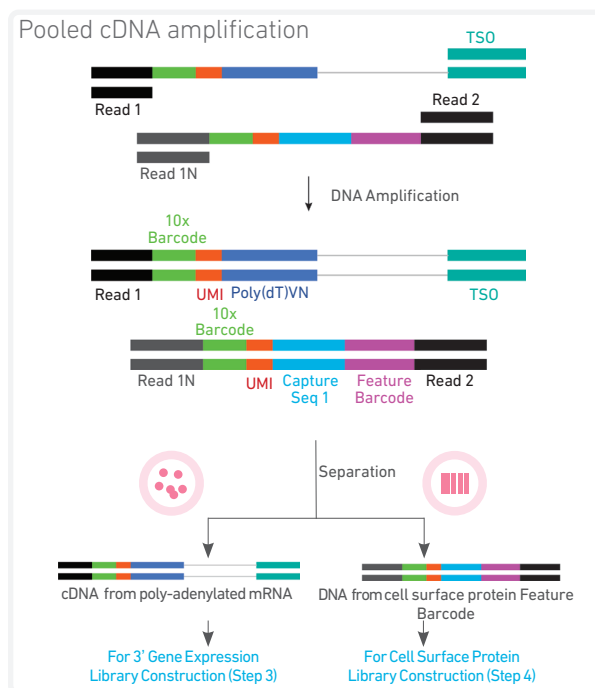 Pooled cDNA amplification
TSO
Read 1
Read 2
Read 1N
DNA Amplification
10x
Barcode
Read 1
UMI
Poly(dT)VN
TSO
10x
Barcode
Read 1N
UMI
Capture
Seq 1
Feature
Barcode
Read 2
Separation
cDNA from poly-adenylated mRNA
DNA from cell surface protein Feature
Barcode
For 3’ Gene Expression
Library Construction (Step 3)
For Cell Surface Protein
Library Construction (Step 4)